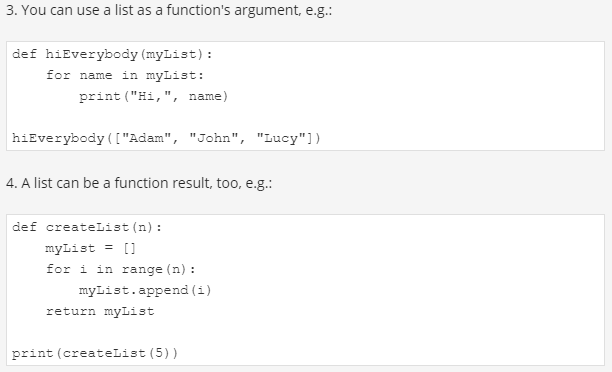 3. You can use a list as a function's argument, e.g.:
def hiEverybody(myList):
    for name in myList:
        print("Hi,", name)
hiEverybody(["Adam", "John", "Lucy"])
4. A list can be a function result, too, e.g.:
def createList(n):
    myList = []
    for i in range(n):
        myList.append(i)
    return myList
print(createList(5))